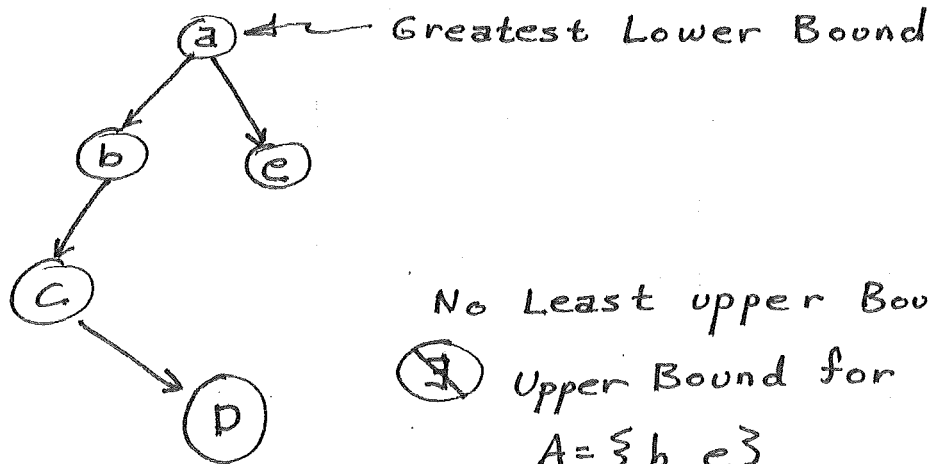 a Greatest Lower Bound
b e
C
No Least upper Bou
∄ Upper Bound for
D
A = { b, e }